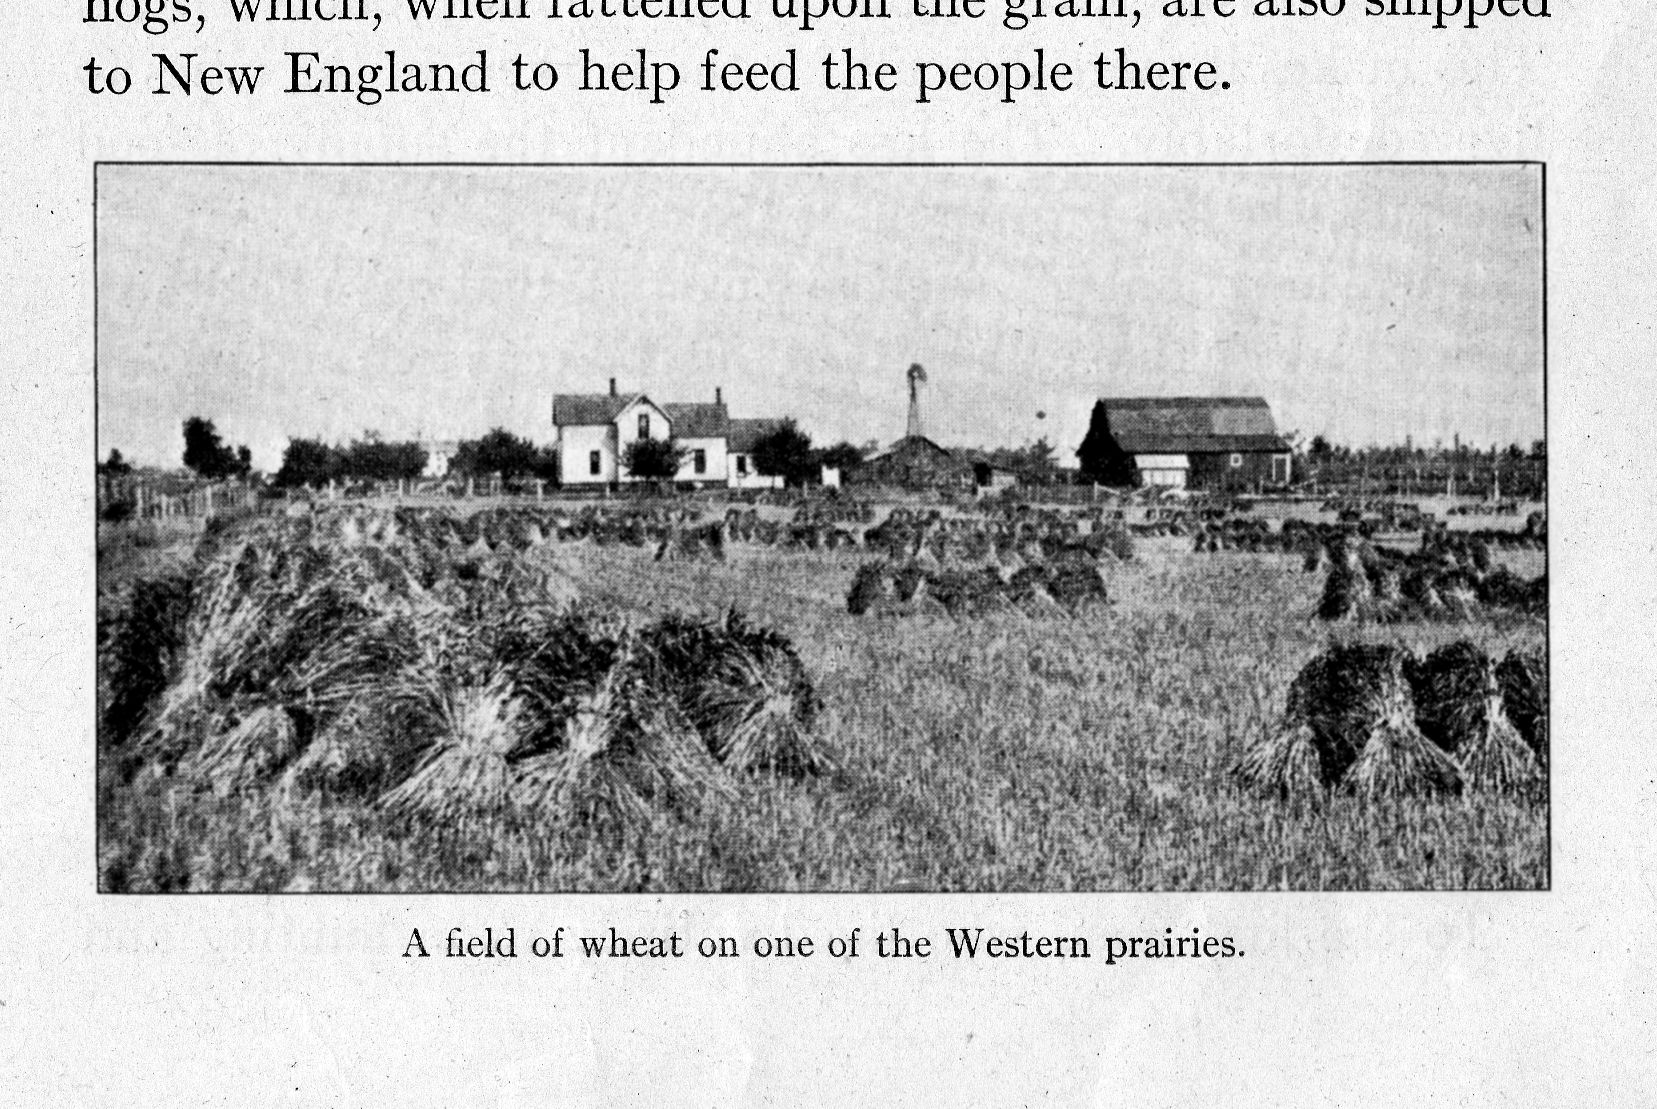 hogs, which, when fattened upon the grain, are also shipped
to New England to help feed the people there.
A field of wheat on one of the Western prairies.